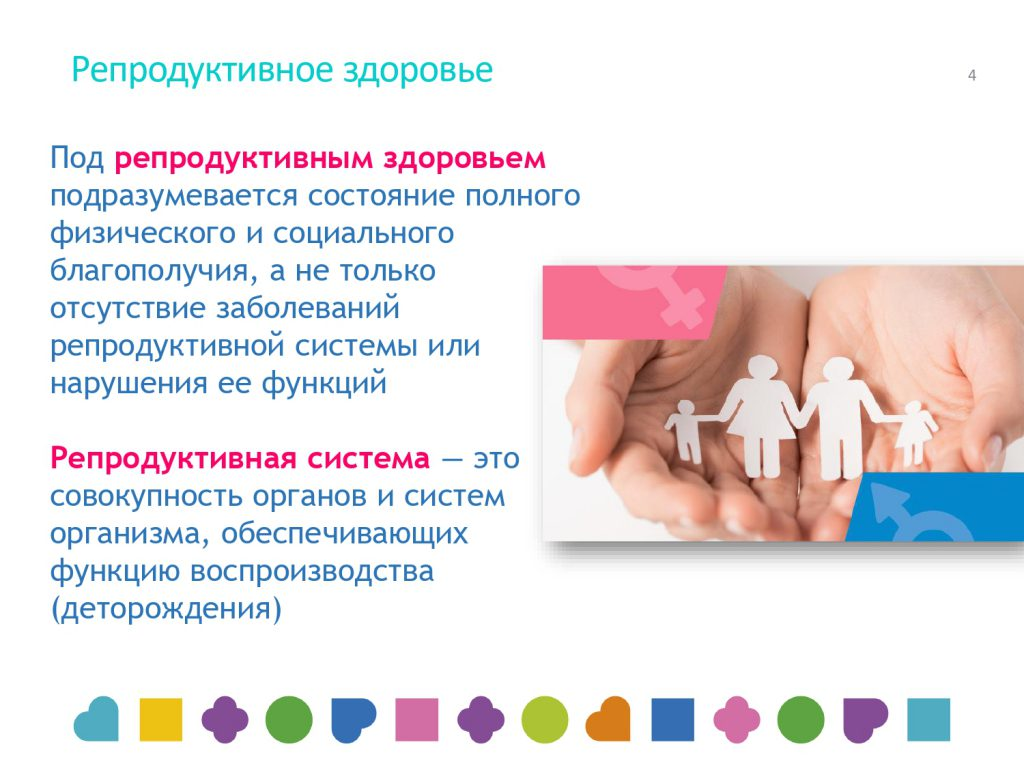 Репродуктивное здоровье
4
Под репродуктивным здоровьем
подразумевается состояние полного
физического и социального
благополучия, а не только
отсутствие заболеваний
репродуктивной системы или
нарушения ее функций
Репродуктивная система — это
совокупность органов и систем
организма, обеспечивающих
функцию воспроизводства
(деторождения)